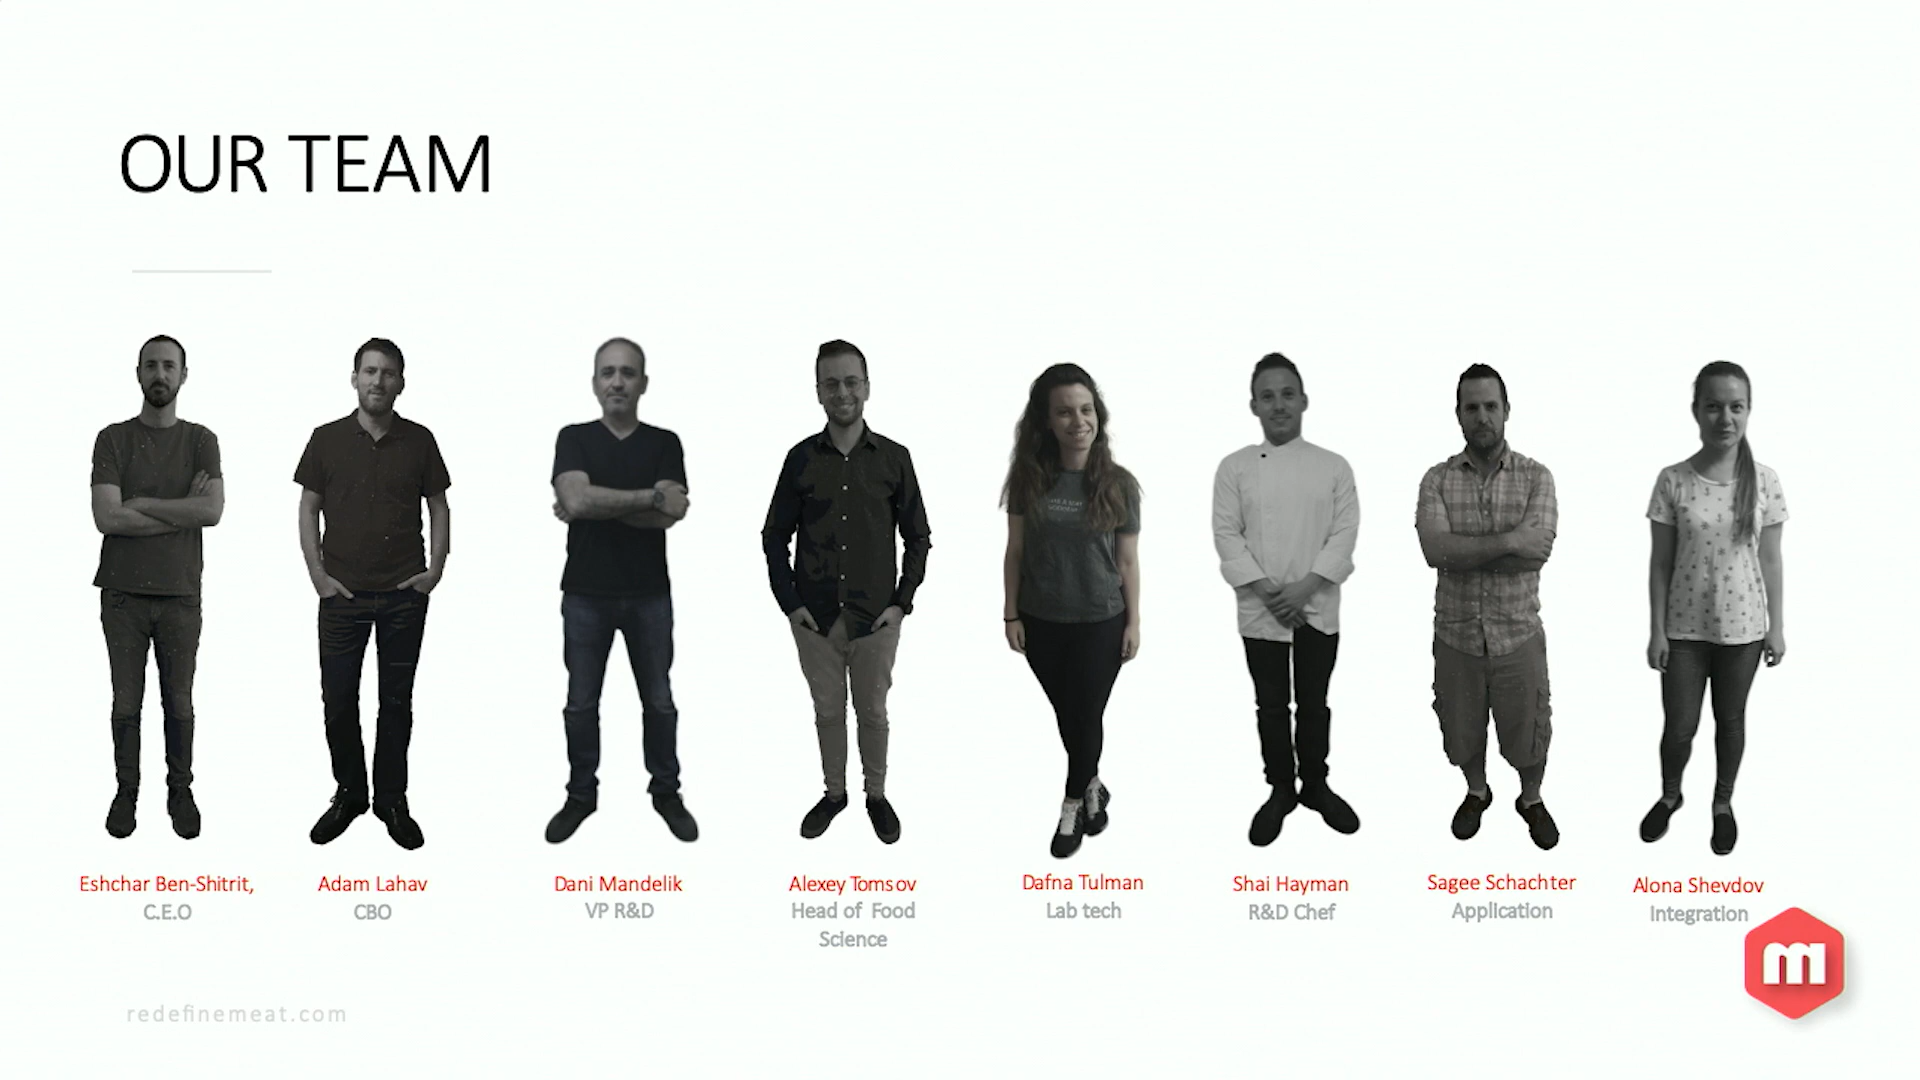 OUR TEAM
Eshchar Ben-Shitrit,
C.E.O
Adam Lahav
CBO
Dani Mandelik
VP R&D
Alexey Tomsov
Head of Food
Science
Dafna Tulman
Lab tech
Shai Hayman
R&D Chef
Sagee Schachter
Application
Alona Shevdov
Integration
m
redefinemeat.com